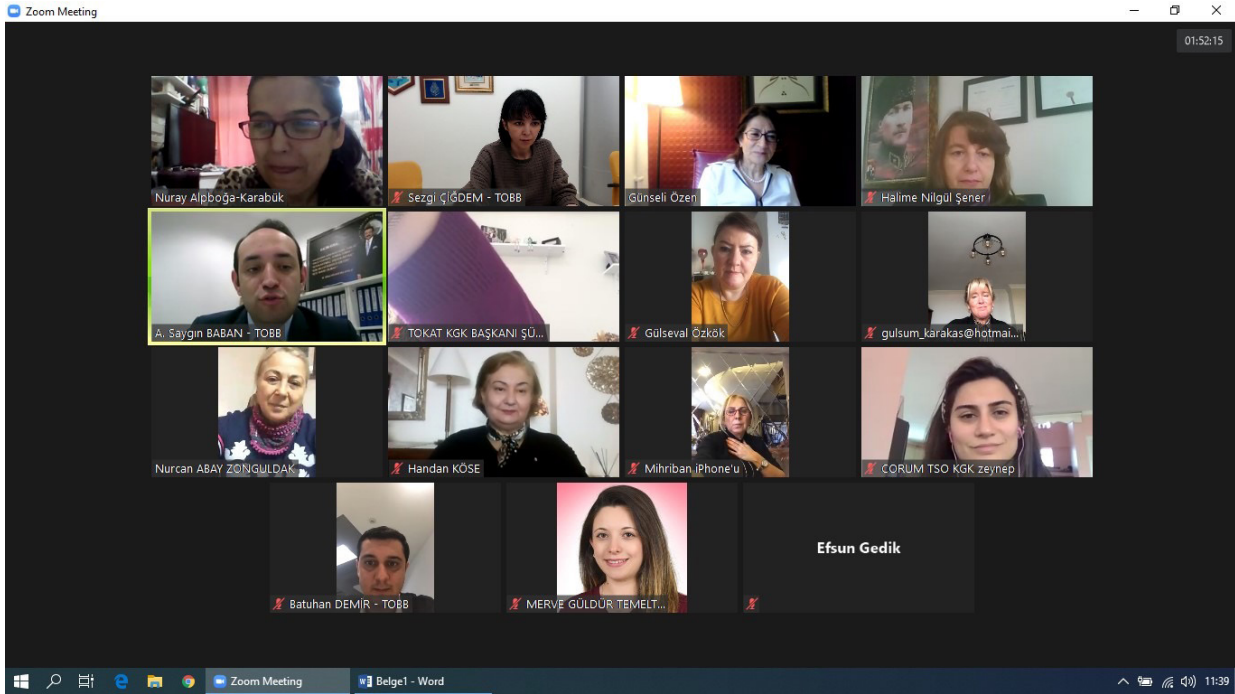 Zoom Meeting
01:52:15
Nuray Alpboğa-Karabük
Sezgi ÇİĞDEM - TOBB
Günseli Özen
Halime Nilgül Şener
A. Saygın BABAN - TOBB
TOKAT KGK BAŞKANI ŞÜ...
Gülseval Özkök
gulsum_karakas@hotmai...
Nurcan ABAY ZONGULDAK
Handan KÖSE
Mihriban iPhone'u
CORUM TSO KGK zeynep
Batuhan DEMİR - TOBB
MERVE GÜLDÜR TEMELT...
Efsun Gedik
Zoom Meeting
Belge1 - Word
11:39